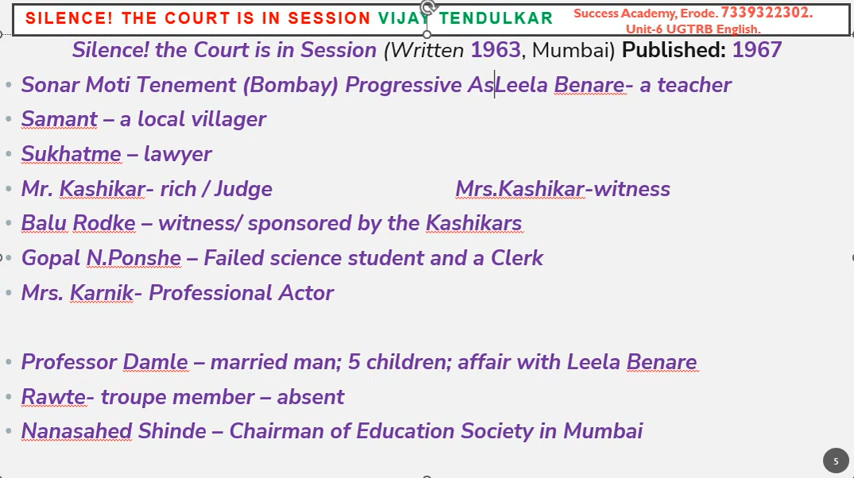 SILENCE! THE COURT IS IN SESSION VIJAY TENDULKAR
Success Academy, Erode. 7339322302.
Unit-6 UGTRB English.
Silence! the Court is in Session (Written 1963, Mumbai) Published: 1967
Sonar Moti Tenement (Bombay) Progressive AsLeela Benare- a teacher
Samant – a local villager
Sukhatme – lawyer
Mr. Kashikar- rich / Judge Mrs.Kashikar-witness
Balu Rodke – witness/ sponsored by the Kashikars
Gopal N.Ponshe – Failed science student and a Clerk
Mrs. Karnik- Professional Actor
Professor Damle – married man; 5 children; affair with Leela Benare
Rawte- troupe member – absent
Nanasahed Shinde – Chairman of Education Society in Mumbai
5